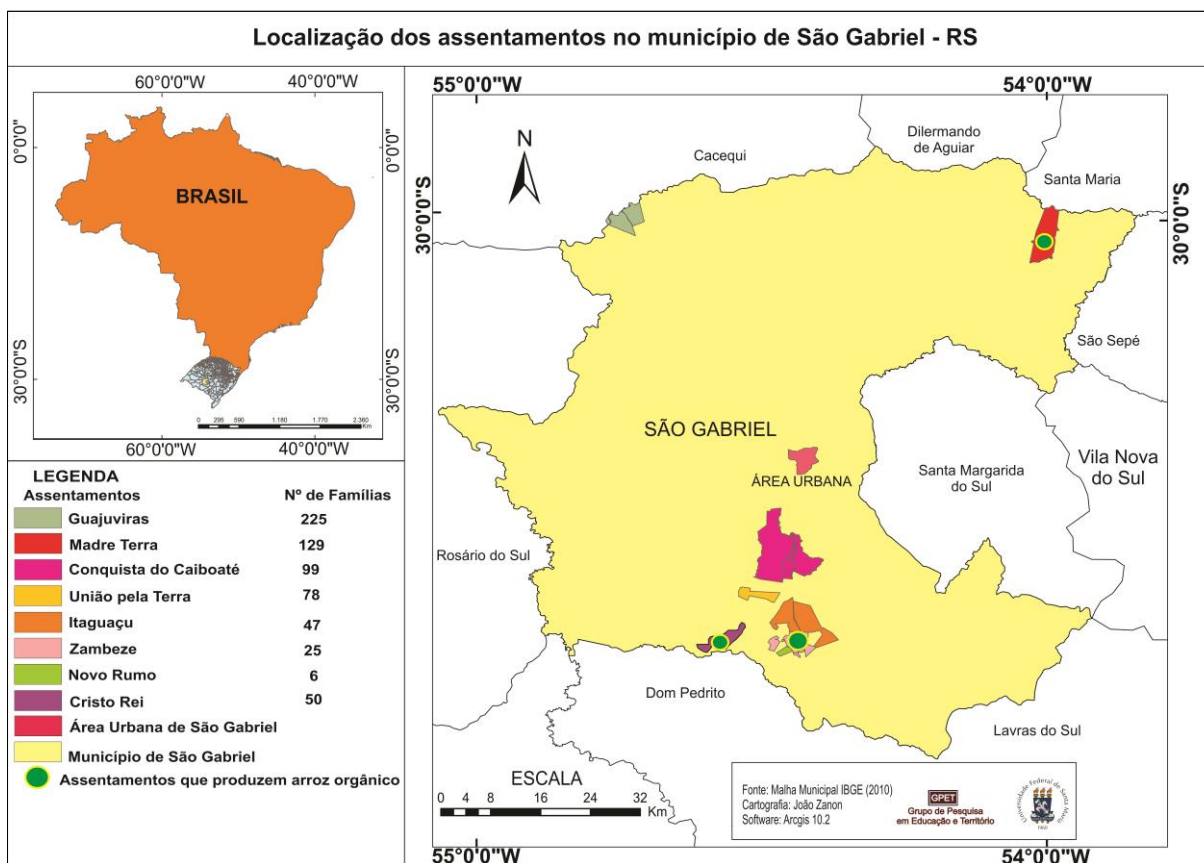 Localização dos assentamentos no município de São Gabriel - RS
60°0'0"W 40°0'0"W
0°0'0" 0°0'0"
BRASIL
30°0'0"S 30°0'0"S
0 295 590 1.180 1.770 2.360
Km
60°0'0"W 40°0'0"W
55°0'0"W 54°0'0"W
N
Cacequi
Dilermando
de Aguiar
Santa Maria
30°0'0"S 30°0'0"S
São Sepé
SÃO GABRIEL
ÁREA URBANA
Santa Margarida
do Sul
Vila Nova
do Sul
Rosário do Sul
Dom Pedrito
Lavras do Sul
ESCALA
0 4 8 16 24 32
Km
55°0'0"W 54°0'0"W
LEGENDA
Assentamentos Nº de Famílias
Guajuviras 225
Madre Terra 129
Conquista do Caiboaté 99
União pela Terra 78
Itaguaçu 47
Zambeze 25
Novo Rumo 6
Cristo Rei 50
Área Urbana de São Gabriel
Município de São Gabriel
Assentamentos que produzem arroz orgânico
Fonte: Malha Municipal IBGE (2010)
Cartografia: João Zanon
Software: Arcgis 10.2
GPET
Grupo de Pesquisa
em Educação e Território
Universidade Federal de Santa Maria
1960